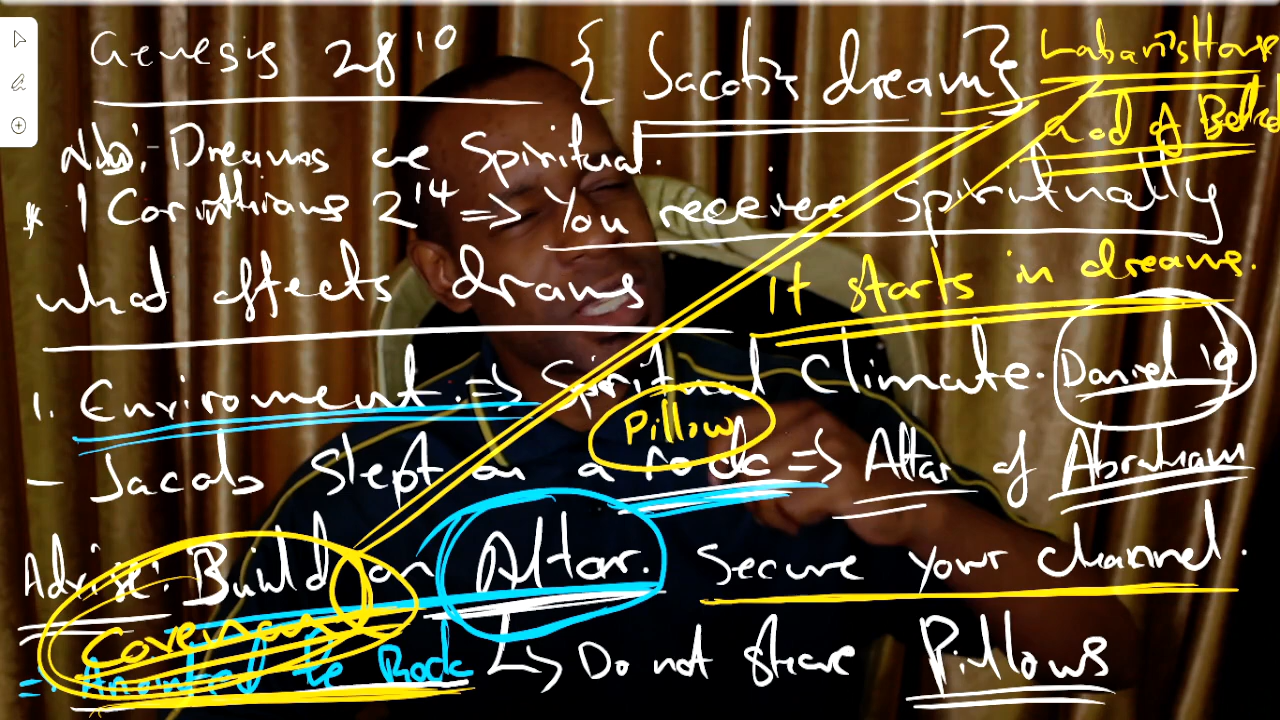 Genesis 28 10 { Jacob's dream }
Laban's House
God of Bethel
Nb: Dreams are Spiritual.
* 1 Corinthians 2 14 => You receive spiritually
what affects drams
It starts in dreams.
1. Enviroment. => Spiritual Climate. Daniel 10
Pillow
- Jacob slept on a rock => Altar of Abraham
Advise: Build an Altar. Secure your channel.
Covenant
=> Anointed the Rock
↳ Do not share Pillows